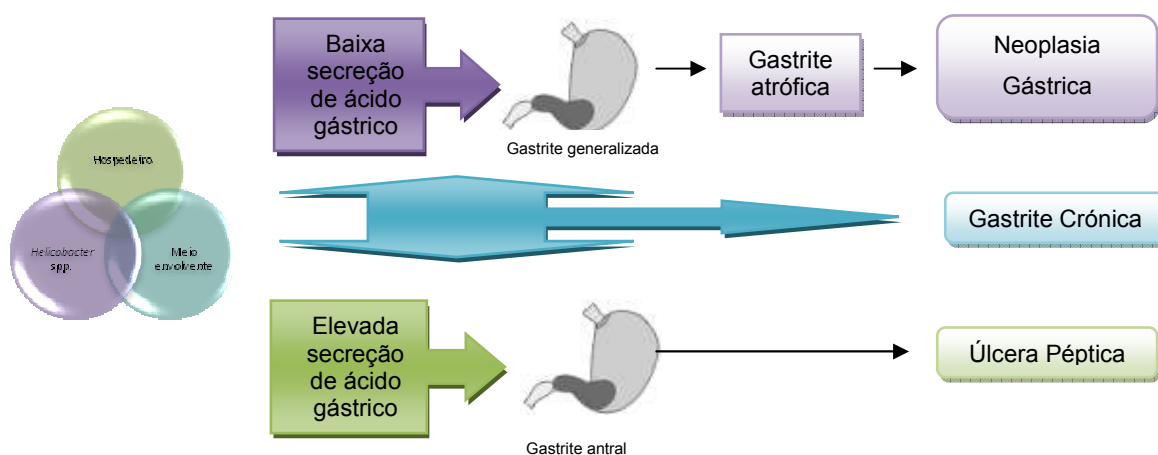 Hospedeiro
Helicobacter
spp.
Meio
envolvente
Baixa
secreção
de ácido
gástrico
Gastrite generalizada
Gastrite
atrófica
Neoplasia
Gástrica
Gastrite Crónica
Elevada
secreção
de ácido
gástrico
Gastrite antral
Úlcera Péptica